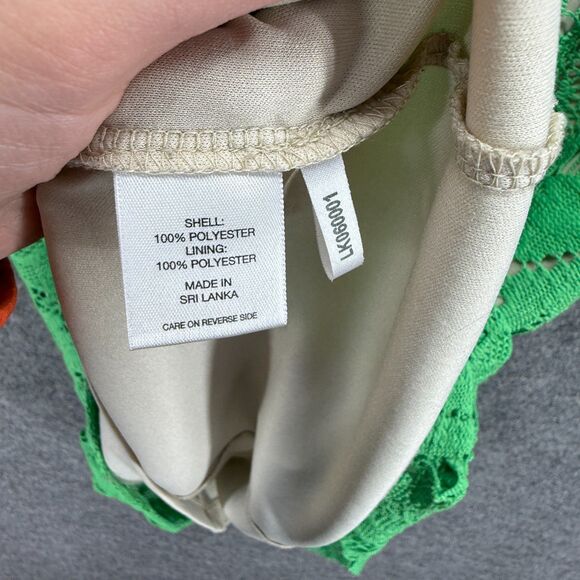 SHELL:
100% POLYESTER
LINING:
100% POLYESTER
MADE IN
SRI LANKA
CARE ON REVERSE SIDE
LK060001